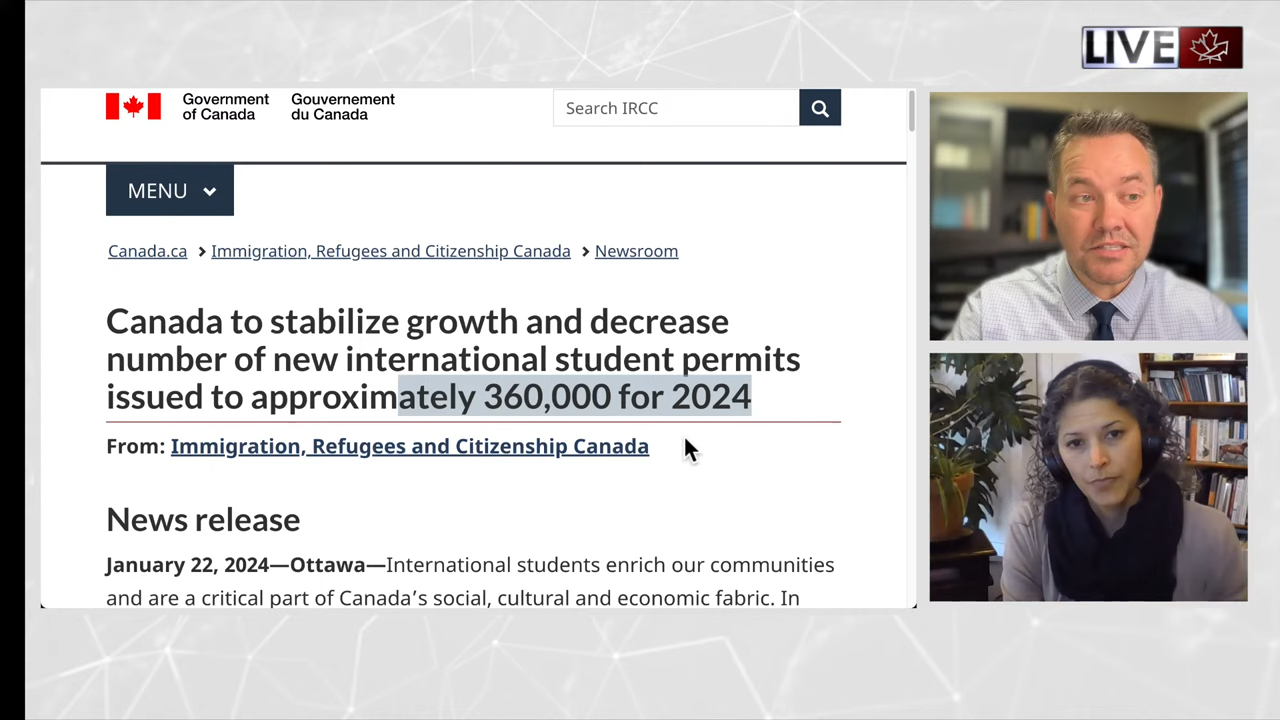 LIVE
Government
of Canada
Gouvernement
du Canada
Search IRCC
MENU
Canada.ca > Immigration, Refugees and Citizenship Canada > Newsroom
Canada to stabilize growth and decrease
number of new international student permits
issued to approximately 360,000 for 2024
From: Immigration, Refugees and Citizenship Canada
News release
January 22, 2024—Ottawa—International students enrich our communities
and are a critical part of Canada’s social, cultural and economic fabric. In